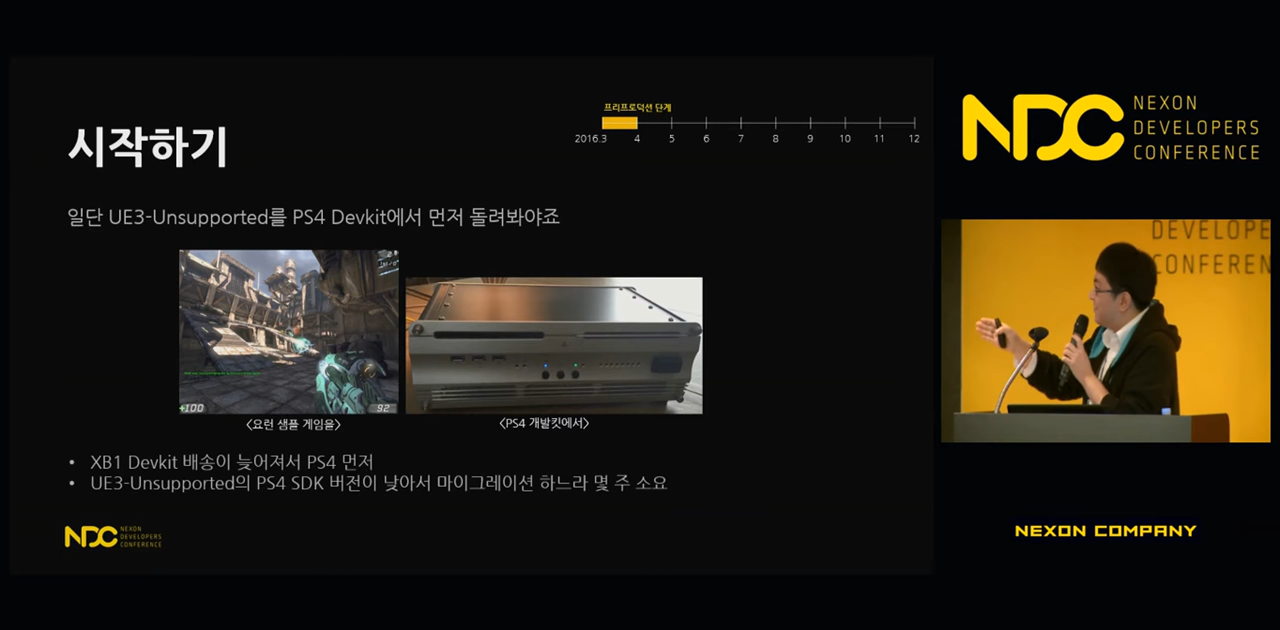 프리프로덕션 단계
2016.3 4 5 6 7 8 9 10 11 12
시작하기
일단 UE3-Unsupported를 PS4 Devkit에서 먼저 돌려봐야죠
+100
92
<요런 샘플 게임을>
<PS4 개발킷에서>
• XB1 Devkit 배송이 늦어져서 PS4 먼저
• UE3-Unsupported의 PS4 SDK 버전이 낮아서 마이그레이션 하느라 몇 주 소요
NDC NEXON
DEVELOPERS
CONFERENCE
NDC NEXON
DEVELOPERS
CONFERENCE
DEVELOPE
CONFEREN
NEXON COMPANY